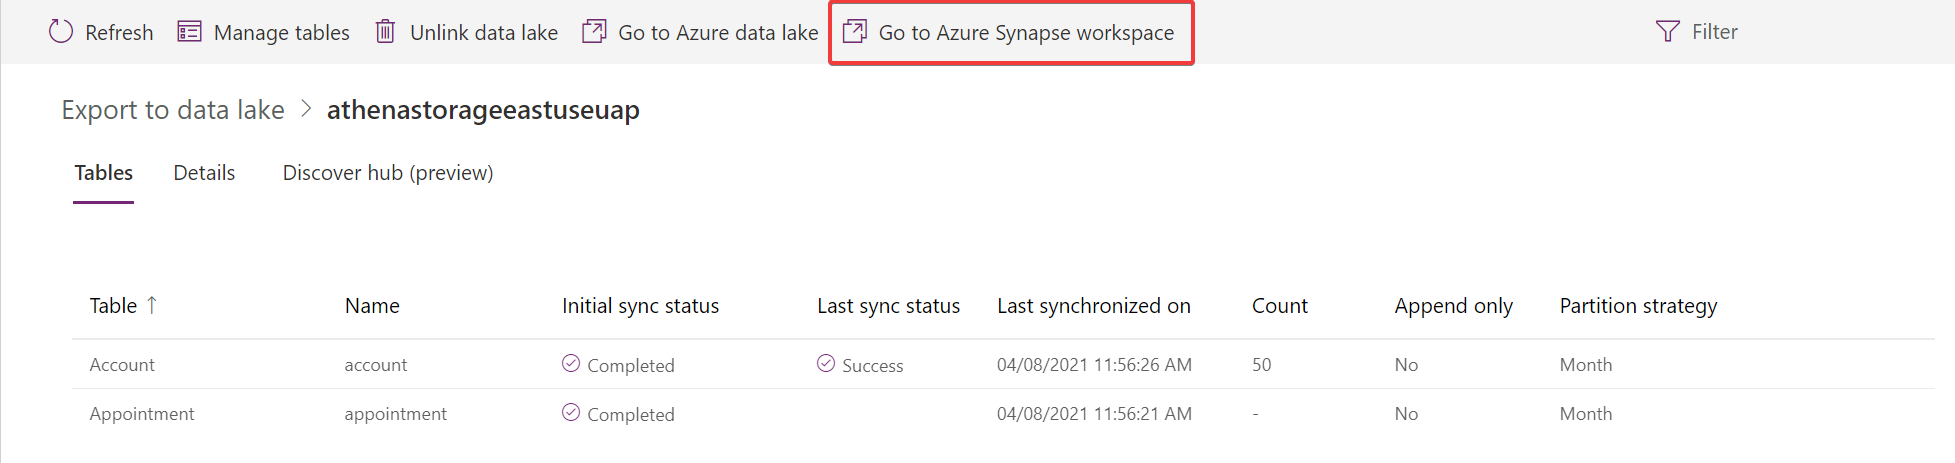 Refresh Manage tables Unlink data lake Go to Azure data lake Go to Azure Synapse workspace Filter
Export to data lake > athenastorageeastuseuap
Tables Details Discover hub (preview)
Table ↑ Name Initial sync status Last sync status Last synchronized on Count Append only Partition strategy
Account account Completed Success 04/08/2021 11:56:26 AM 50 No Month
Appointment appointment Completed 04/08/2021 11:56:21 AM - No Month